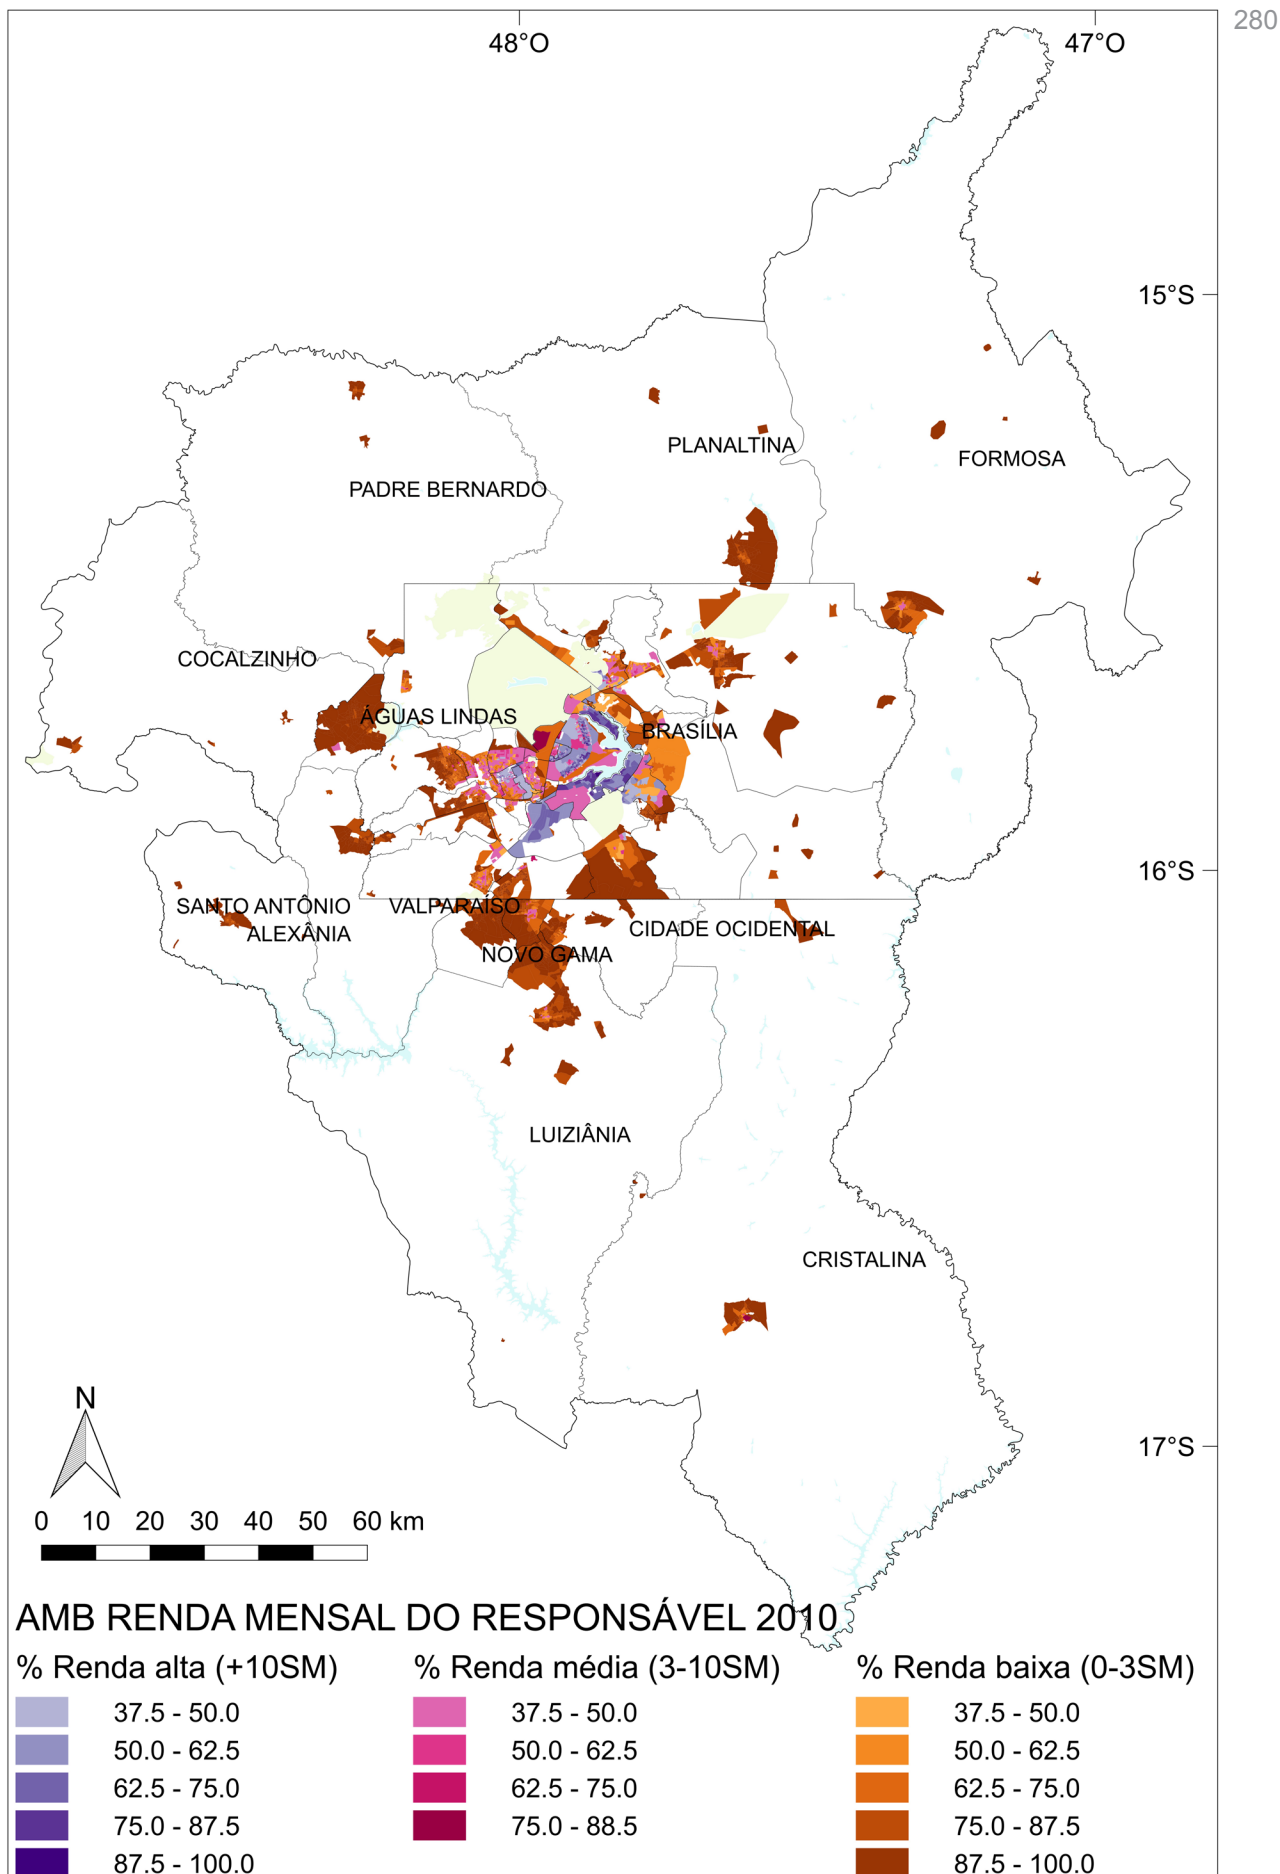 280
48°O 47°O
15°S
PLANALTINA
FORMOSA
PADRE BERNARDO
COCALZINHO
ÁGUAS LINDAS
BRASÍLIA
16°S
SANTO ANTÔNIO
VALPARAÍSO
CIDADE OCIDENTAL
ALEXÂNIA
NOVO GAMA
LUIZIÂNIA
CRISTALINA
N
17°S
0 10 20 30 40 50 60 km
AMB RENDA MENSAL DO RESPONSÁVEL 2010
% Renda alta (+10SM) % Renda média (3-10SM) % Renda baixa (0-3SM)
37.5 - 50.0 37.5 - 50.0 37.5 - 50.0
50.0 - 62.5 50.0 - 62.5 50.0 - 62.5
62.5 - 75.0 62.5 - 75.0 62.5 - 75.0
75.0 - 87.5 75.0 - 88.5 75.0 - 87.5
87.5 - 100.0 87.5 - 100.0